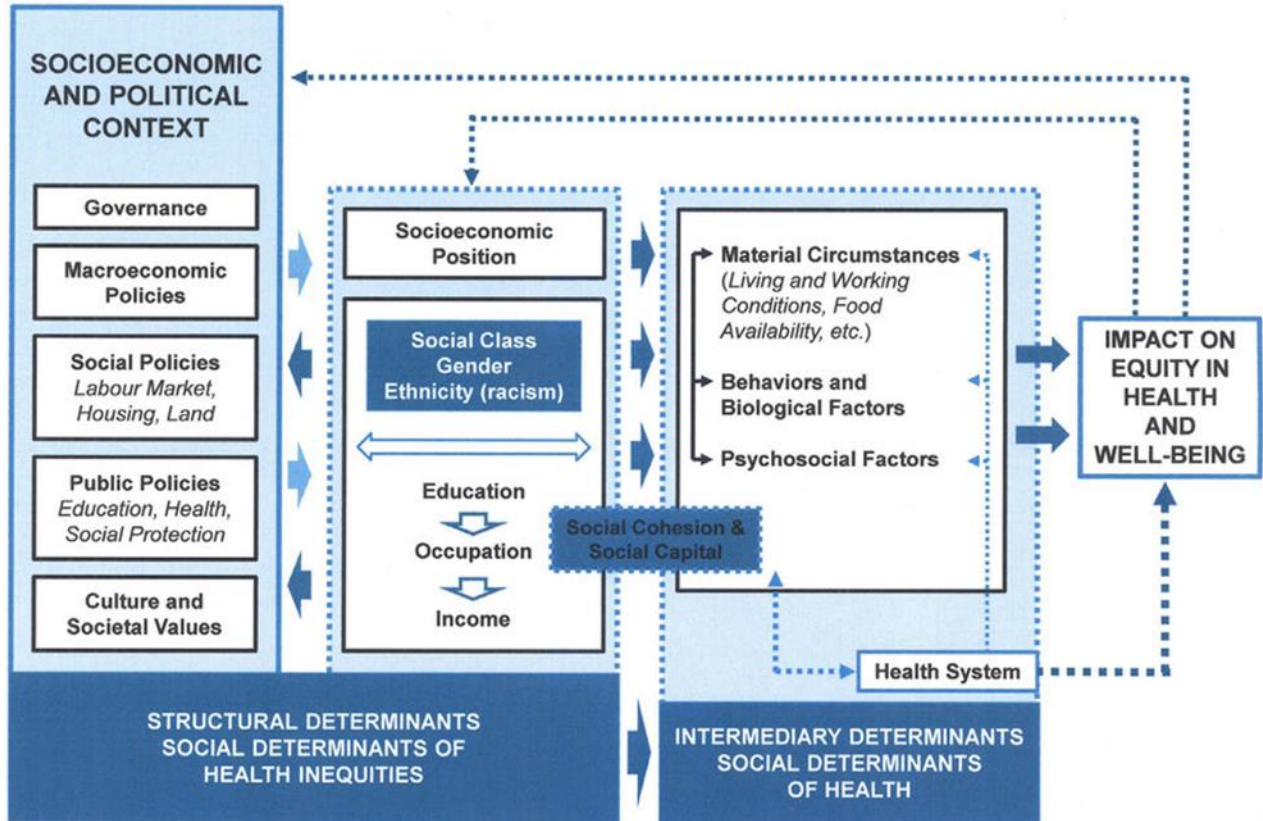 SOCIOECONOMIC
AND POLITICAL
CONTEXT
Governance
Macroeconomic
Policies
Social Policies
Labour Market,
Housing, Land
Public Policies
Education, Health,
Social Protection
Culture and
Societal Values
Socioeconomic
Position
Social Class
Gender
Ethnicity (racism)
Education
Occupation
Income
Social Cohesion &
Social Capital
Material Circumstances
(Living and Working
Conditions, Food
Availability, etc.)
Behaviors and
Biological Factors
Psychosocial Factors
Health System
IMPACT ON
EQUITY IN
HEALTH
AND
WELL-BEING
STRUCTURAL DETERMINANTS
SOCIAL DETERMINANTS OF
HEALTH INEQUITIES
INTERMEDIARY DETERMINANTS
SOCIAL DETERMINANTS
OF HEALTH